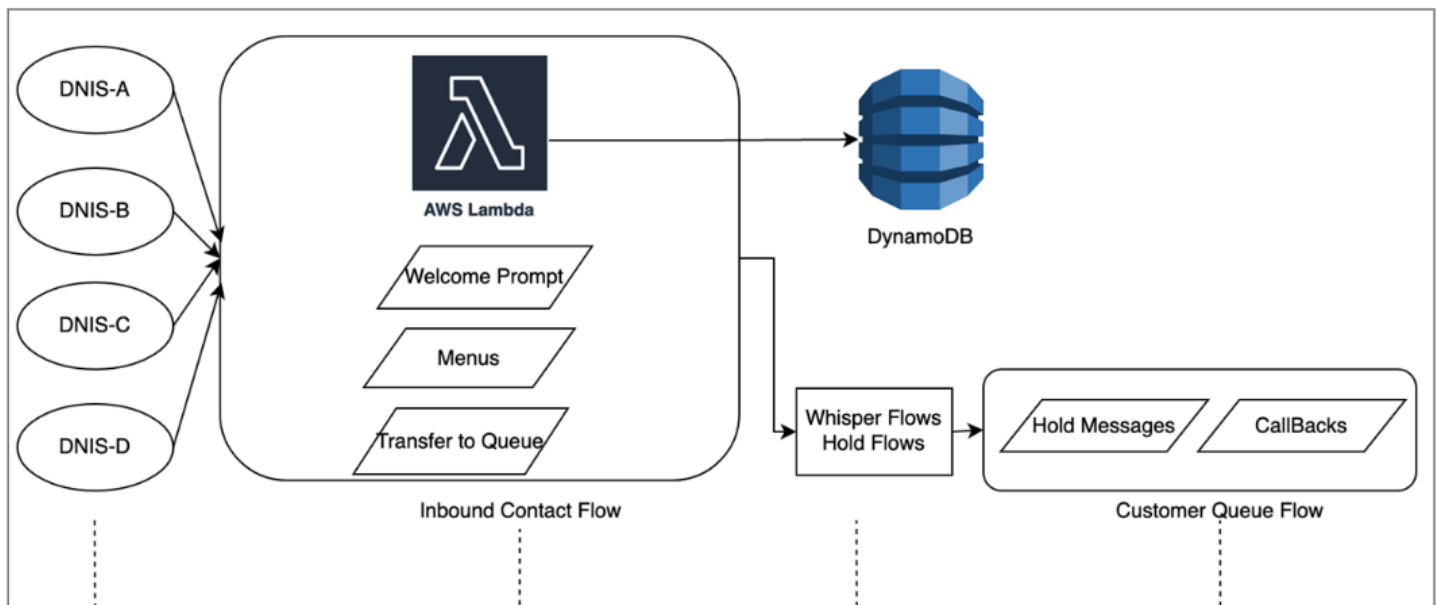 DNIS-A
DNIS-B
DNIS-C
DNIS-D
AWS Lambda
Welcome Prompt
Menus
Transfer to Queue
Inbound Contact Flow
DynamoDB
Whisper Flows
Hold Flows
Hold Messages
CallBacks
Customer Queue Flow